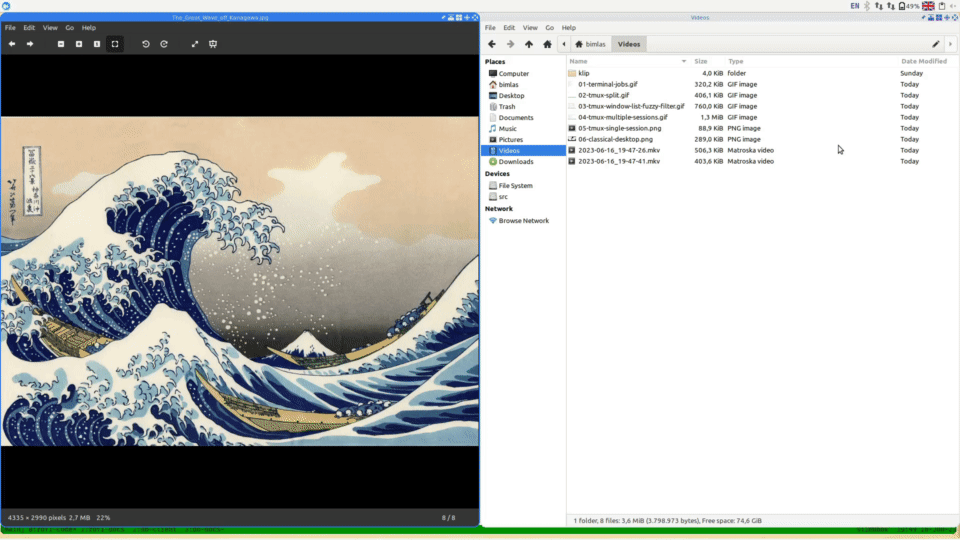 EN 49%
The_Great_Wave_off_Kanagawa.jpg
File Edit View Go Help
4335 × 2990 pixels 2,7 MB 22% 8 / 8
Videos
File Edit View Go Help
bimlas Videos
Places
Computer
bimlas
Desktop
Trash
Documents
Music
Pictures
Videos
Downloads
Devices
File System
src
Network
Browse Network
Name Size Type Date Modified
klip 4,0 KiB folder Sunday
01-terminal-jobs.gif 320,2 KiB GIF image Today
02-tmux-split.gif 406,1 KiB GIF image Today
03-tmux-window-list-fuzzy-filter.gif 760,0 KiB GIF image Today
04-tmux-multiple-sessions.gif 1,3 MiB GIF image Today
05-tmux-single-session.png 88,9 KiB PNG image Today
06-classical-desktop.png 289,0 KiB PNG image Today
2023-06-16_19-47-26.mkv 506,3 KiB Matroska video Today
2023-06-16_19-47-41.mkv 403,6 KiB Matroska video Today
1 folder, 8 files: 3,6 MiB (3.798.973 bytes), Free space: 74,6 GiB